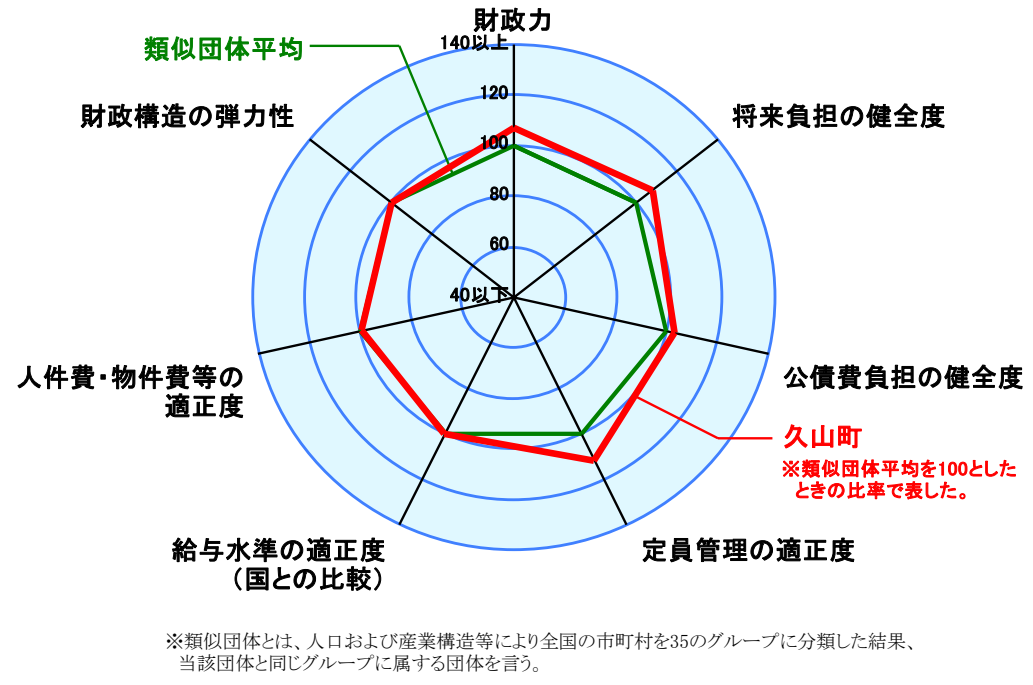 財政力
140以上
類似団体平均
120
財政構造の弾力性
将来負担の健全度
100
80
60
40以下
人件費・物件費等の
適正度
公債費負担の健全度
久山町
※類似団体平均を100とした
ときの比率で表した。
給与水準の適正度
（国との比較）
定員管理の適正度
※類似団体とは、人口および産業構造等により全国の市町村を35のグループに分類した結果、
当該団体と同じグループに属する団体を言う。